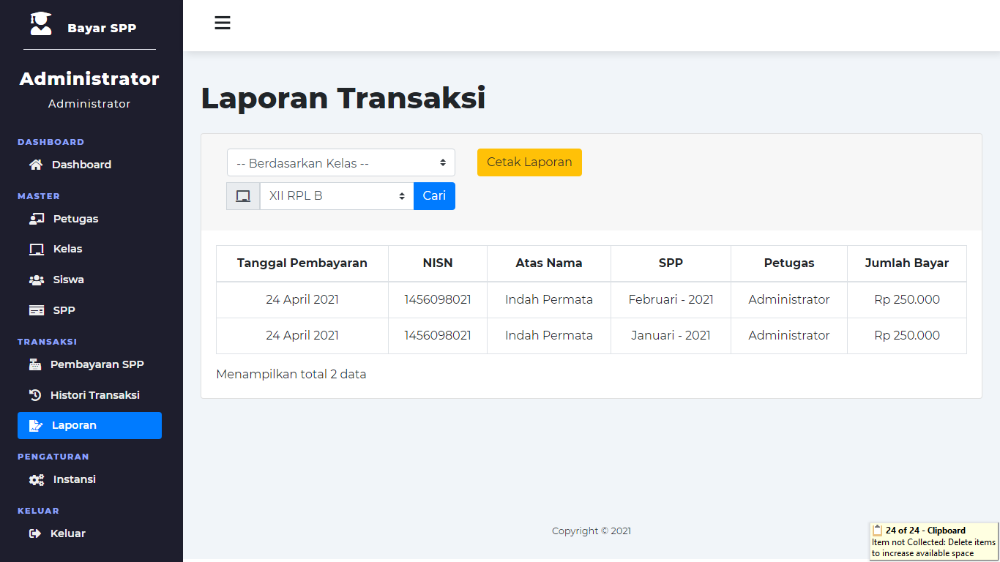 Bayar SPP
Administrator
Administrator
DASHBOARD
Dashboard
MASTER
Petugas
Kelas
Siswa
SPP
TRANSAKSI
Pembayaran SPP
Histori Transaksi
Laporan
PENGATURAN
Instansi
KELUAR
Keluar
Laporan Transaksi
-- Berdasarkan Kelas --
Cetak Laporan
XII RPL B
Cari
Tanggal Pembayaran NISN Atas Nama SPP Petugas Jumlah Bayar
24 April 2021 1456098021 Indah Permata Februari - 2021 Administrator Rp 250.000
24 April 2021 1456098021 Indah Permata Januari - 2021 Administrator Rp 250.000
Menampilkan total 2 data
Copyright © 2021
24 of 24 - Clipboard
Item not Collected: Delete items
to increase available space